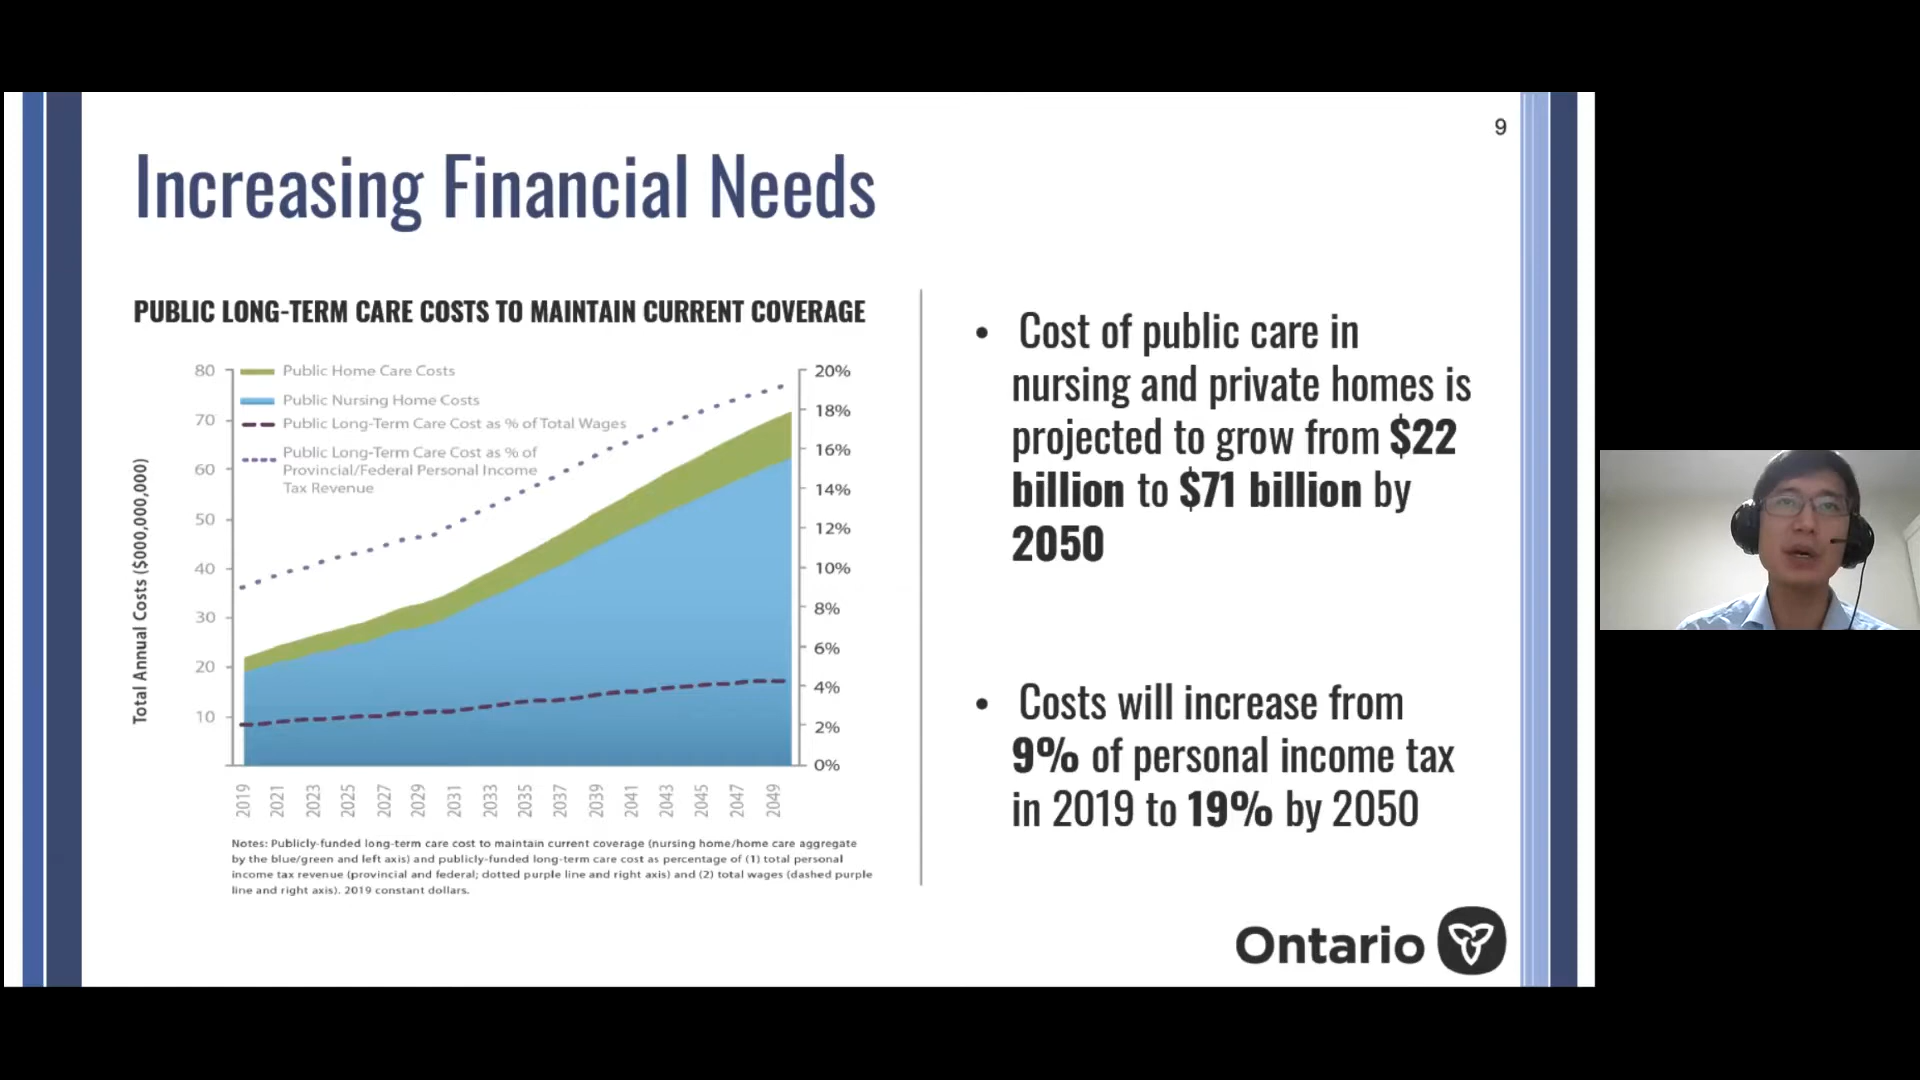 9
Increasing Financial Needs
PUBLIC LONG-TERM CARE COSTS TO MAINTAIN CURRENT COVERAGE
Total Annual Costs ($000,000,000)
80
70
60
50
40
30
20
10
Public Home Care Costs
Public Nursing Home Costs
Public Long-Term Care Cost as % of Total Wages
Public Long-Term Care Cost as % of
Provincial/Federal Personal Income
Tax Revenue
20%
18%
16%
14%
12%
10%
8%
6%
4%
2%
0%
2019
2021
2023
2025
2027
2029
2031
2033
2035
2037
2039
2041
2043
2045
2047
2049
Notes: Publicly-funded long-term care cost to maintain current coverage (nursing home/home care aggregate
by the blue/green and left axis) and publicly-funded long-term care cost as percentage of (1) total personal
income tax revenue (provincial and federal; dotted purple line and right axis) and (2) total wages (dashed purple
line and right axis). 2019 constant dollars.
• Cost of public care in
nursing and private homes is
projected to grow from $22
billion to $71 billion by
2050
• Costs will increase from
9% of personal income tax
in 2019 to 19% by 2050
Ontario